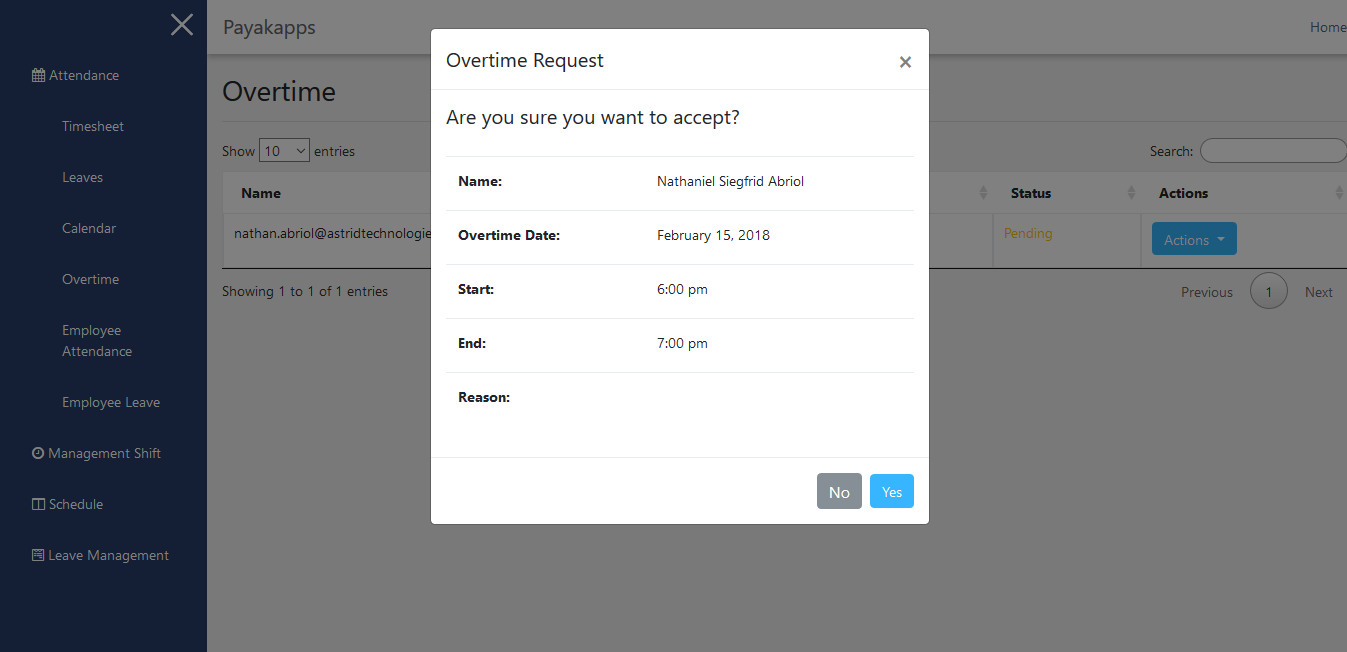 Payakapps
Home
Attendance
Timesheet
Leaves
Calendar
Overtime
Employee
Attendance
Employee Leave
Management Shift
Schedule
Leave Management
Overtime
Show 10 entries
Search:
Name
Status
Actions
nathan.abriol@astridtechnologie
Pending
Actions
Showing 1 to 1 of 1 entries
Previous 1 Next
Overtime Request
×
Are you sure you want to accept?
Name: Nathaniel Siegfrid Abriol
Overtime Date: February 15, 2018
Start: 6:00 pm
End: 7:00 pm
Reason:
No Yes